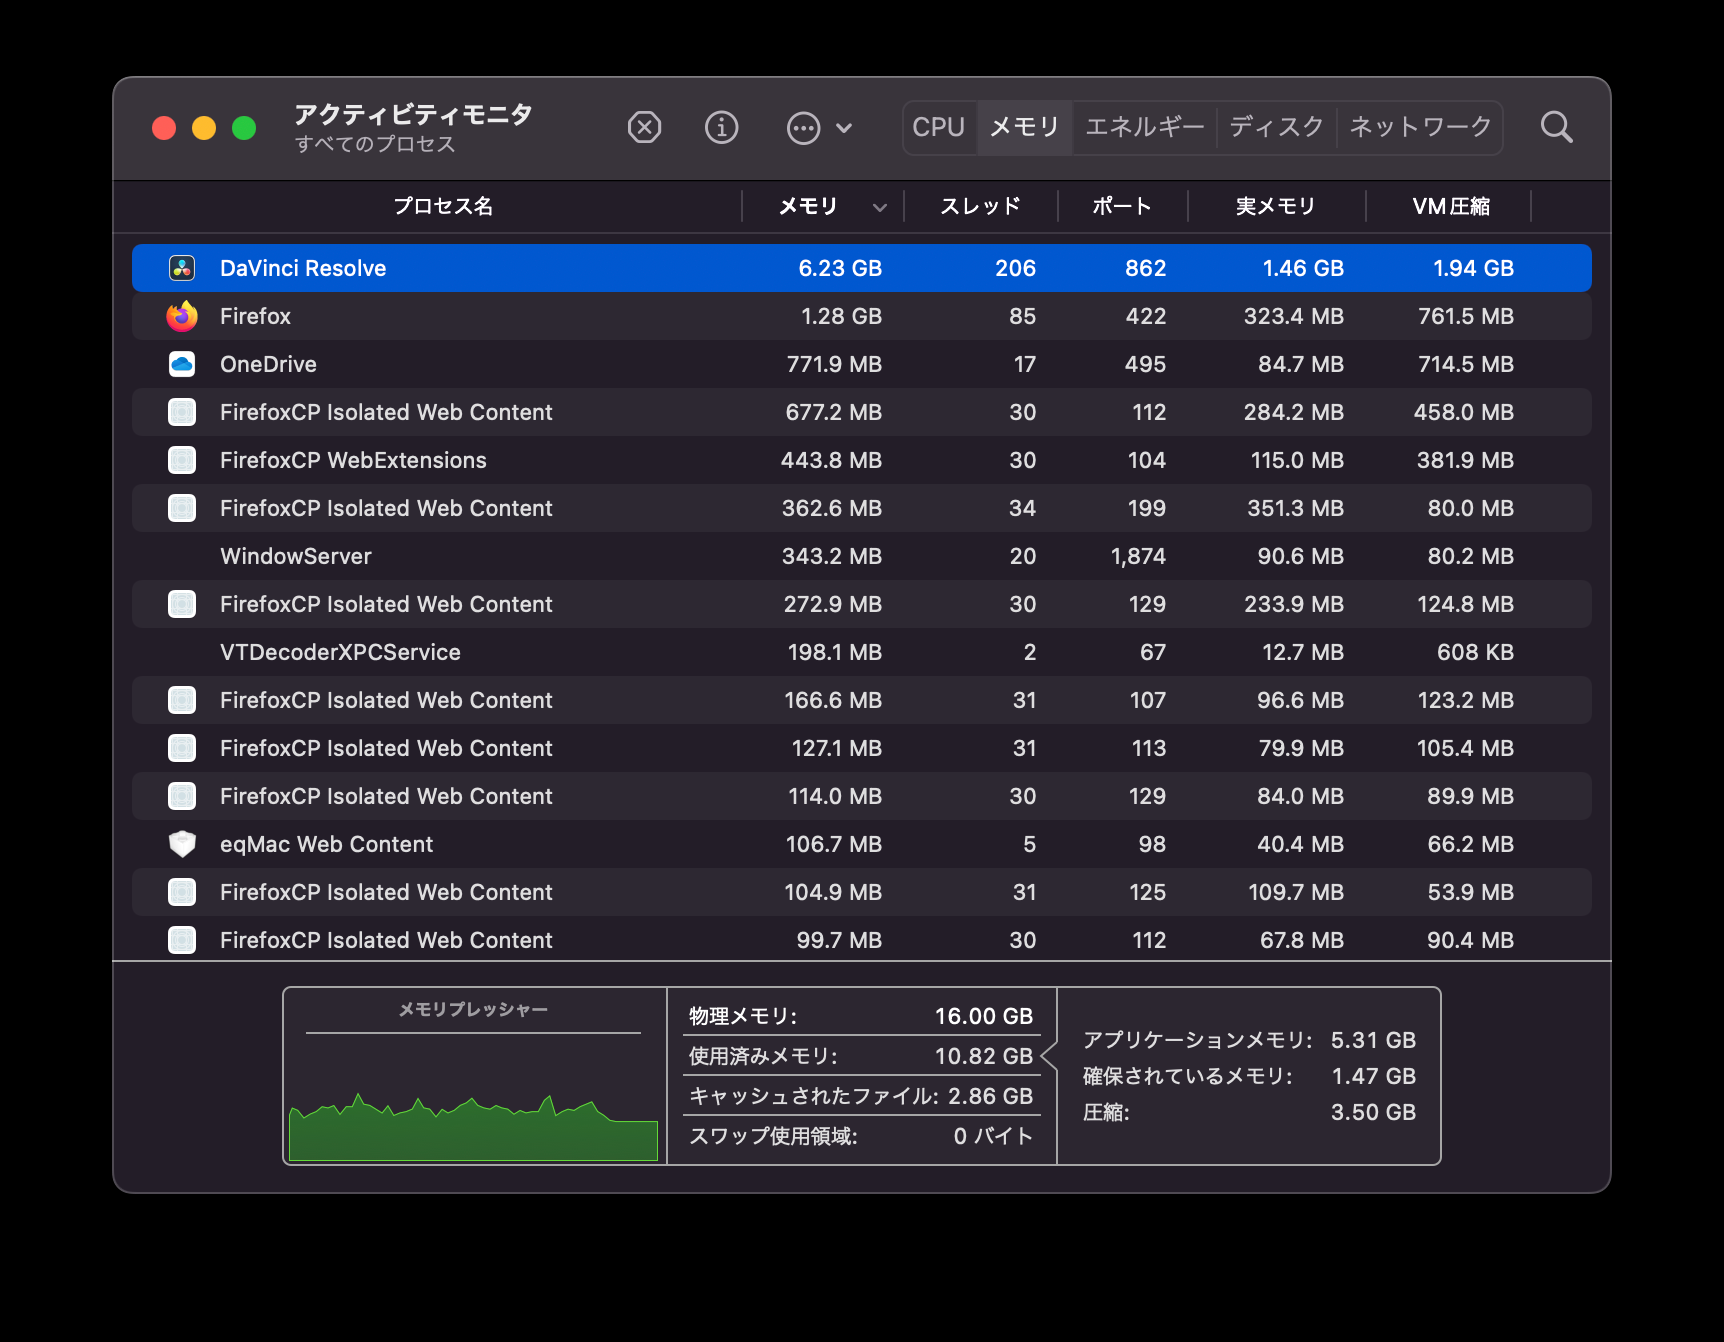 アクティビティモニタ
すべてのプロセス
CPU メモリ エネルギー ディスク ネットワーク
プロセス名 メモリ スレッド ポート 実メモリ VM圧縮
DaVinci Resolve 6.23 GB 206 862 1.46 GB 1.94 GB
Firefox 1.28 GB 85 422 323.4 MB 761.5 MB
OneDrive 771.9 MB 17 495 84.7 MB 714.5 MB
FirefoxCP Isolated Web Content 677.2 MB 30 112 284.2 MB 458.0 MB
FirefoxCP WebExtensions 443.8 MB 30 104 115.0 MB 381.9 MB
FirefoxCP Isolated Web Content 362.6 MB 34 199 351.3 MB 80.0 MB
WindowServer 343.2 MB 20 1,874 90.6 MB 80.2 MB
FirefoxCP Isolated Web Content 272.9 MB 30 129 233.9 MB 124.8 MB
VTDecoderXPCService 198.1 MB 2 67 12.7 MB 608 KB
FirefoxCP Isolated Web Content 166.6 MB 31 107 96.6 MB 123.2 MB
FirefoxCP Isolated Web Content 127.1 MB 31 113 79.9 MB 105.4 MB
FirefoxCP Isolated Web Content 114.0 MB 30 129 84.0 MB 89.9 MB
eqMac Web Content 106.7 MB 5 98 40.4 MB 66.2 MB
FirefoxCP Isolated Web Content 104.9 MB 31 125 109.7 MB 53.9 MB
FirefoxCP Isolated Web Content 99.7 MB 30 112 67.8 MB 90.4 MB
メモリプレッシャー
物理メモリ: 16.00 GB
使用済みメモリ: 10.82 GB
キャッシュされたファイル: 2.86 GB
スワップ使用領域: 0 バイト
アプリケーションメモリ: 5.31 GB
確保されているメモリ: 1.47 GB
圧縮: 3.50 GB